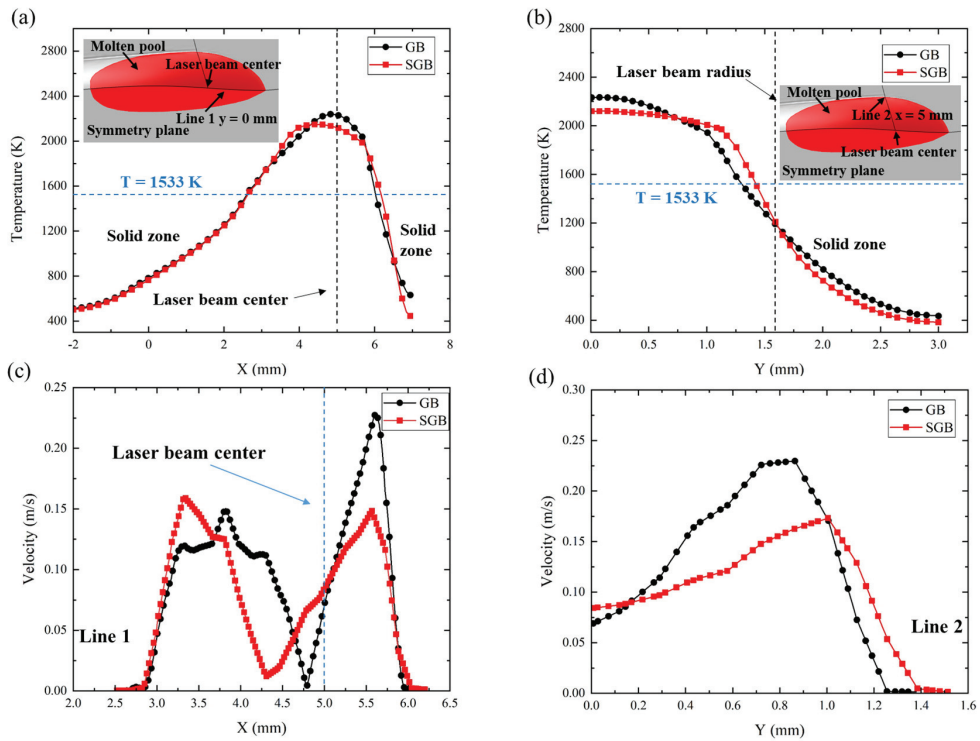 (a)
2800
2400
2000
1600
1200
800
400
Temperature (K)
Molten pool
Laser beam center
Line 1 y = 0 mm
Symmetry plane
GB
SGB
T = 1533 K
Solid zone
Solid zone
Laser beam center
-2
0
2
4
6
8
X (mm)
(b)
3000
2600
2200
1800
1400
1200
800
400
Temperature (K)
GB
SGB
Laser beam radius
Molten pool
Line 2 x = 5 mm
Laser beam center
Symmetry plane
T = 1533 K
Solid zone
0.0
0.5
1.0
1.5
2.0
2.5
3.0
Y (mm)
(c)
0.25
0.20
0.15
0.10
0.05
0.00
Velocity (m/s)
GB
SGB
Laser beam center
Line 1
2.0
2.5
3.0
3.5
4.0
4.5
5.0
5.5
6.0
6.5
X (mm)
(d)
0.30
0.25
0.20
0.15
0.10
0.05
0.00
Velocity (m/s)
GB
SGB
Line 2
0.0
0.2
0.4
0.6
0.8
1.0
1.2
1.4
1.6
Y (mm)